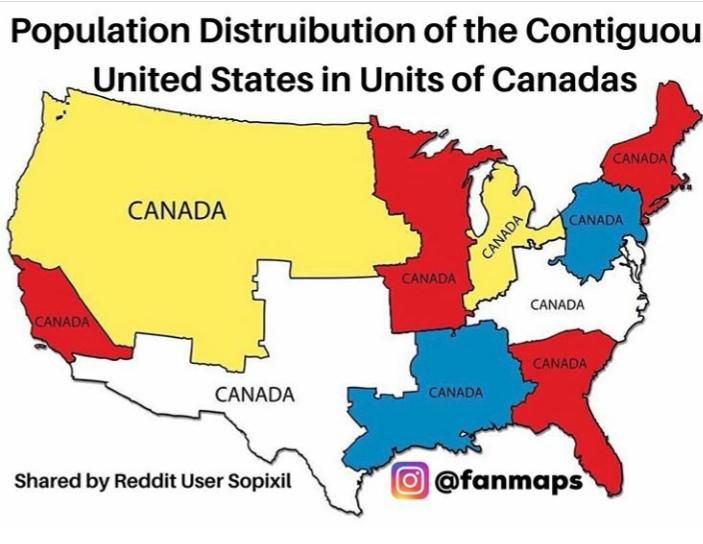 Population Distruibution of the Contiguou
United States in Units of Canadas
CANADA
CANADA
CANADA
CANADA
CANADA
CANADA
CANADA
CANADA
CANADA
CANADA
Shared by Reddit User Sopixil
@fanmaps